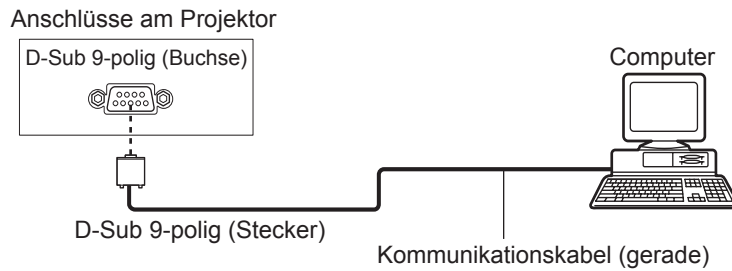 Anschlüsse am Projektor
D-Sub 9-polig (Buchse)
Computer
D-Sub 9-polig (Stecker)
Kommunikationskabel (gerade)